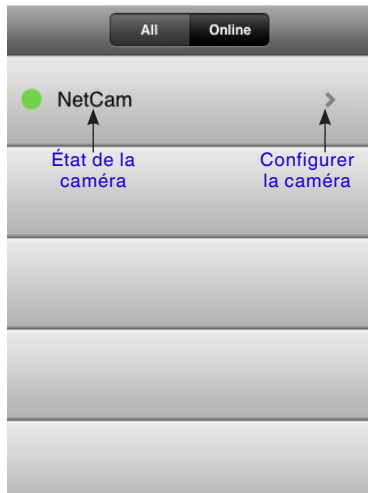 All Online
NetCam
État de la
caméra
Configurer
la caméra